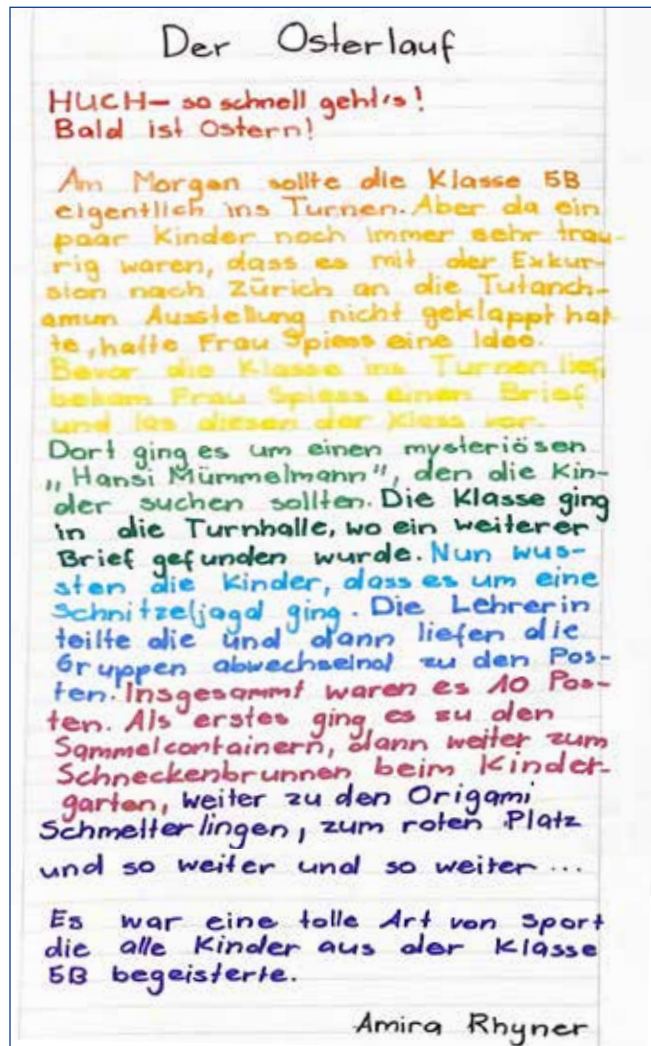 Der Osterlauf
HUCH– so schnell geht's!
Bald ist Ostern!
Am Morgen sollte die Klasse 5B
eigentlich ins Turnen. Aber da ein
paar Kinder noch immer sehr trau-
rig waren, dass es mit der Exkur-
sion nach Zürich an die Tutanch-
amun Ausstellung nicht geklappt hat-
te, hatte Frau Spiess eine Idee.
Bevor die Klasse ins Turnen lief,
bekam Frau Spiess einen Brief
und las diesen der Klass vor.
Dort ging es um einen mysteriösen
„Hansi Mümmelmann", den die Kin-
der suchen sollten. Die Klasse ging
in die Turnhalle, wo ein weiterer
Brief gefunden wurde. Nun wus-
sten die Kinder, dass es um eine
Schnitzeljagd ging. Die Lehrerin
teilte die und dann liefen die
Gruppen abwechselnd zu den Pos-
ten. Insgesammt waren es 10 Pos-
ten. Als erstes ging es zu den
Sammelcontainern, dann weiter zum
Schneckenbrunnen beim Kinder-
garten, weiter zu den Origami
Schmetterlingen, zum roten Platz
und so weiter und so weiter ...
Es war eine tolle Art von Sport
die alle Kinder aus der Klasse
5B begeisterte.
Amira Rhyner